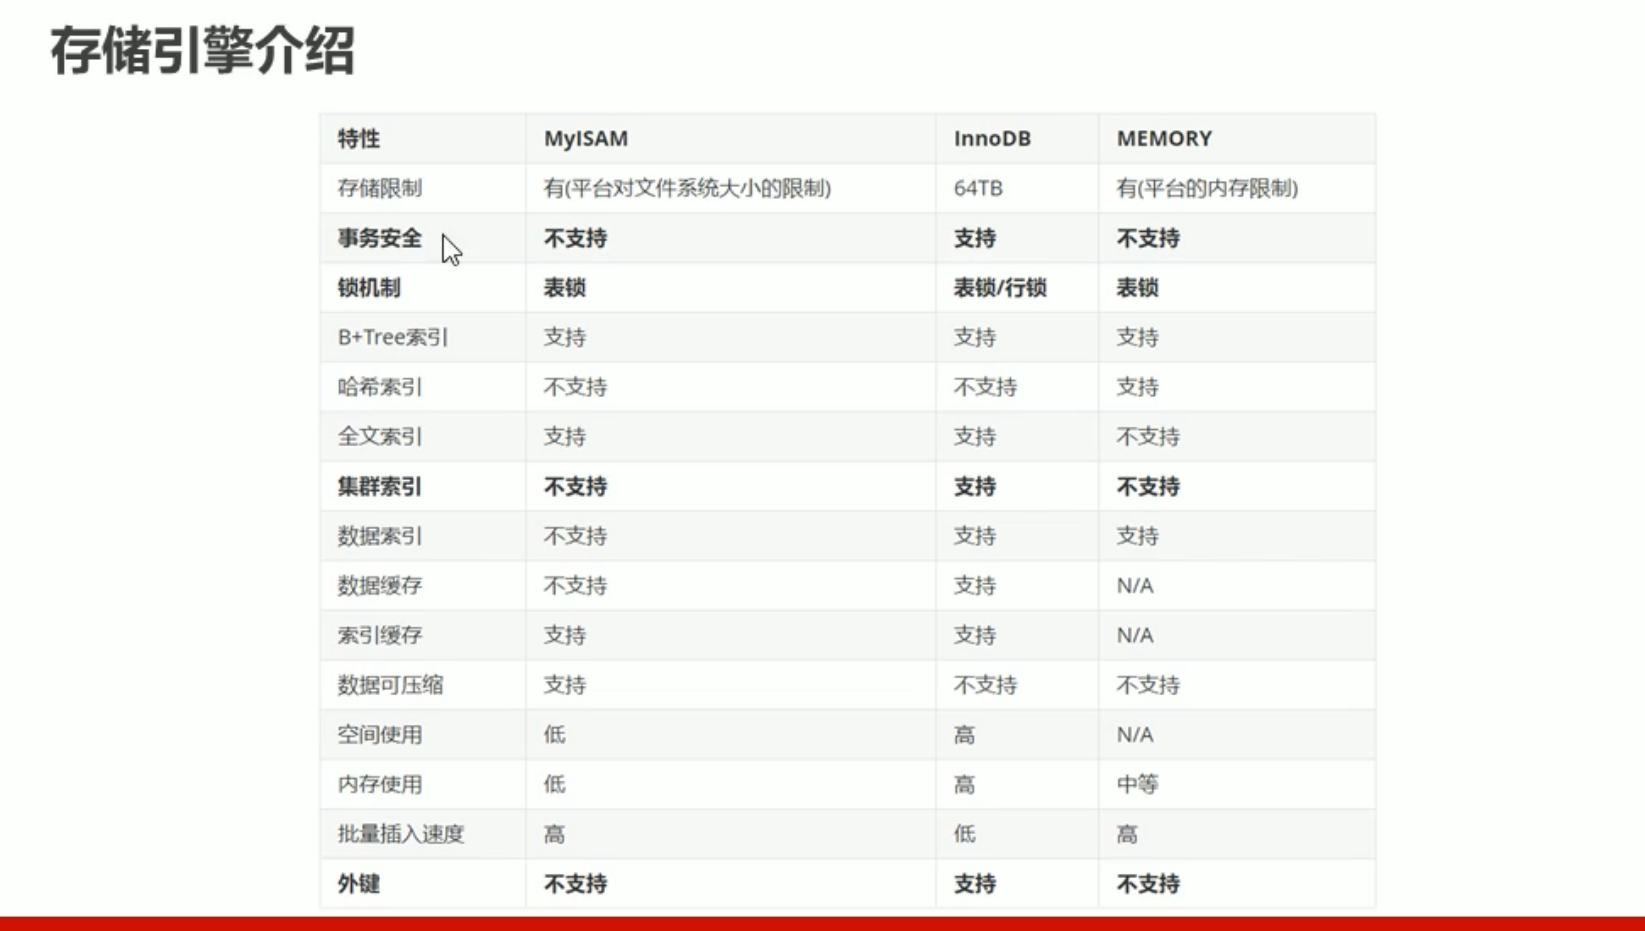 存储引擎介绍
特性 MyISAM InnoDB MEMORY
存储限制 有(平台对文件系统大小的限制) 64TB 有(平台的内存限制)
事务安全 不支持 支持 不支持
锁机制 表锁 表锁/行锁 表锁
B+Tree索引 支持 支持 支持
哈希索引 不支持 不支持 支持
全文索引 支持 支持 不支持
集群索引 不支持 支持 不支持
数据索引 不支持 支持 支持
数据缓存 不支持 支持 N/A
索引缓存 支持 支持 N/A
数据可压缩 支持 不支持 不支持
空间使用 低 高 N/A
内存使用 低 高 中等
批量插入速度 高 低 高
外键 不支持 支持 不支持